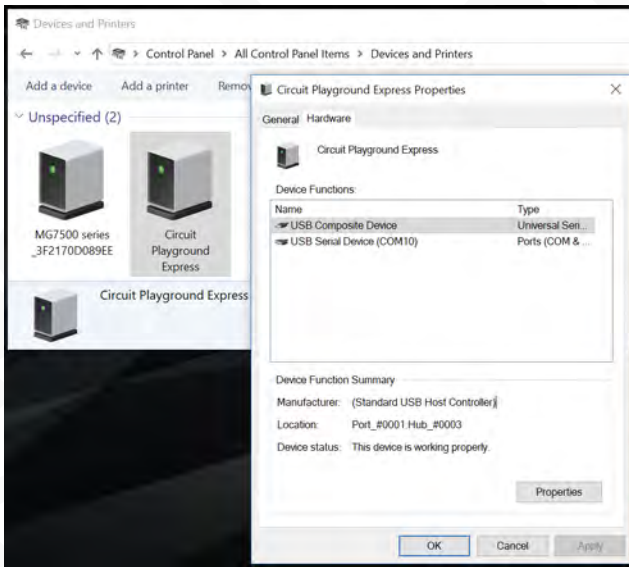 Devices and Printers
Control Panel > All Control Panel Items > Devices and Printers
Add a device Add a printer Remov
Unspecified (2)
MG7500 series
_3F2170D089EE
Circuit
Playground
Express
Circuit Playground Express
Circuit Playground Express Properties
General Hardware
Circuit Playground Express
Device Functions:
Name Type
USB Composite Device Universal Seri...
USB Serial Device (COM10) Ports (COM & ...
Device Function Summary
Manufacturer: (Standard USB Host Controller)
Location: Port_#0001.Hub_#0003
Device status: This device is working properly.
Properties
OK Cancel Apply